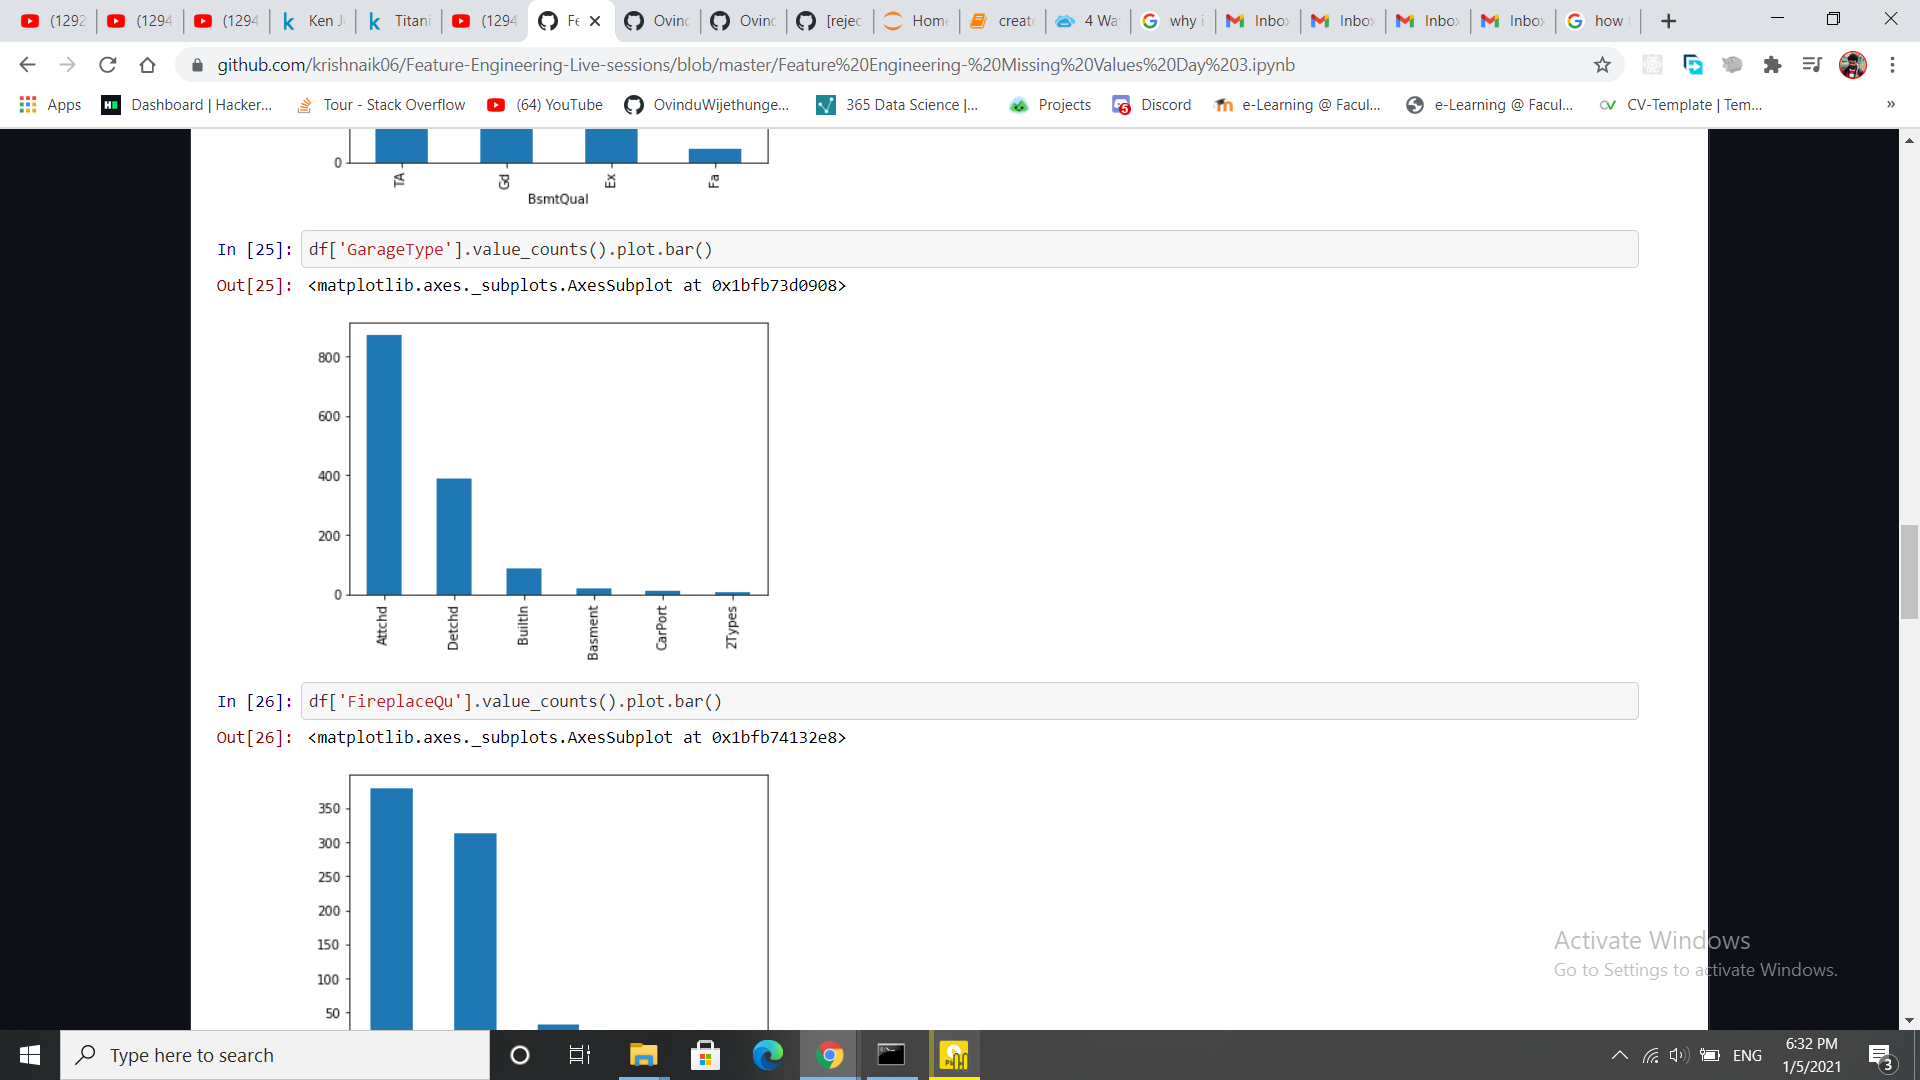 (1292
(1294
(1294
Ken J
Titani
(1294
Fe
Ovind
Ovind
[rejec
Home
create
4 Wa
why i
Inbox
Inbox
Inbox
Inbox
how t
github.com/krishnaik06/Feature-Engineering-Live-sessions/blob/master/Feature%20Engineering-%20Missing%20Values%20Day%203.ipynb
Apps
Dashboard | Hacker...
Tour - Stack Overflow
(64) YouTube
OvinduWijethunge...
365 Data Science |...
Projects
5
Discord
e-Learning @ Facul...
e-Learning @ Facul...
CV-Template | Tem...
»
0
TA
Gd
Ex
Fa
BsmtQual
In [25]:
df['GarageType'].value_counts().plot.bar()
Out[25]:
<matplotlib.axes._subplots.AxesSubplot at 0x1bfb73d0908>
800
600
400
200
0
Attchd
Detchd
BuiltIn
Basment
CarPort
2Types
In [26]:
df['FireplaceQu'].value_counts().plot.bar()
Out[26]:
<matplotlib.axes._subplots.AxesSubplot at 0x1bfb74132e8>
350
300
250
200
150
100
50
Activate Windows
Go to Settings to activate Windows.
Type here to search
ENG
6:32 PM
1/5/2021
3